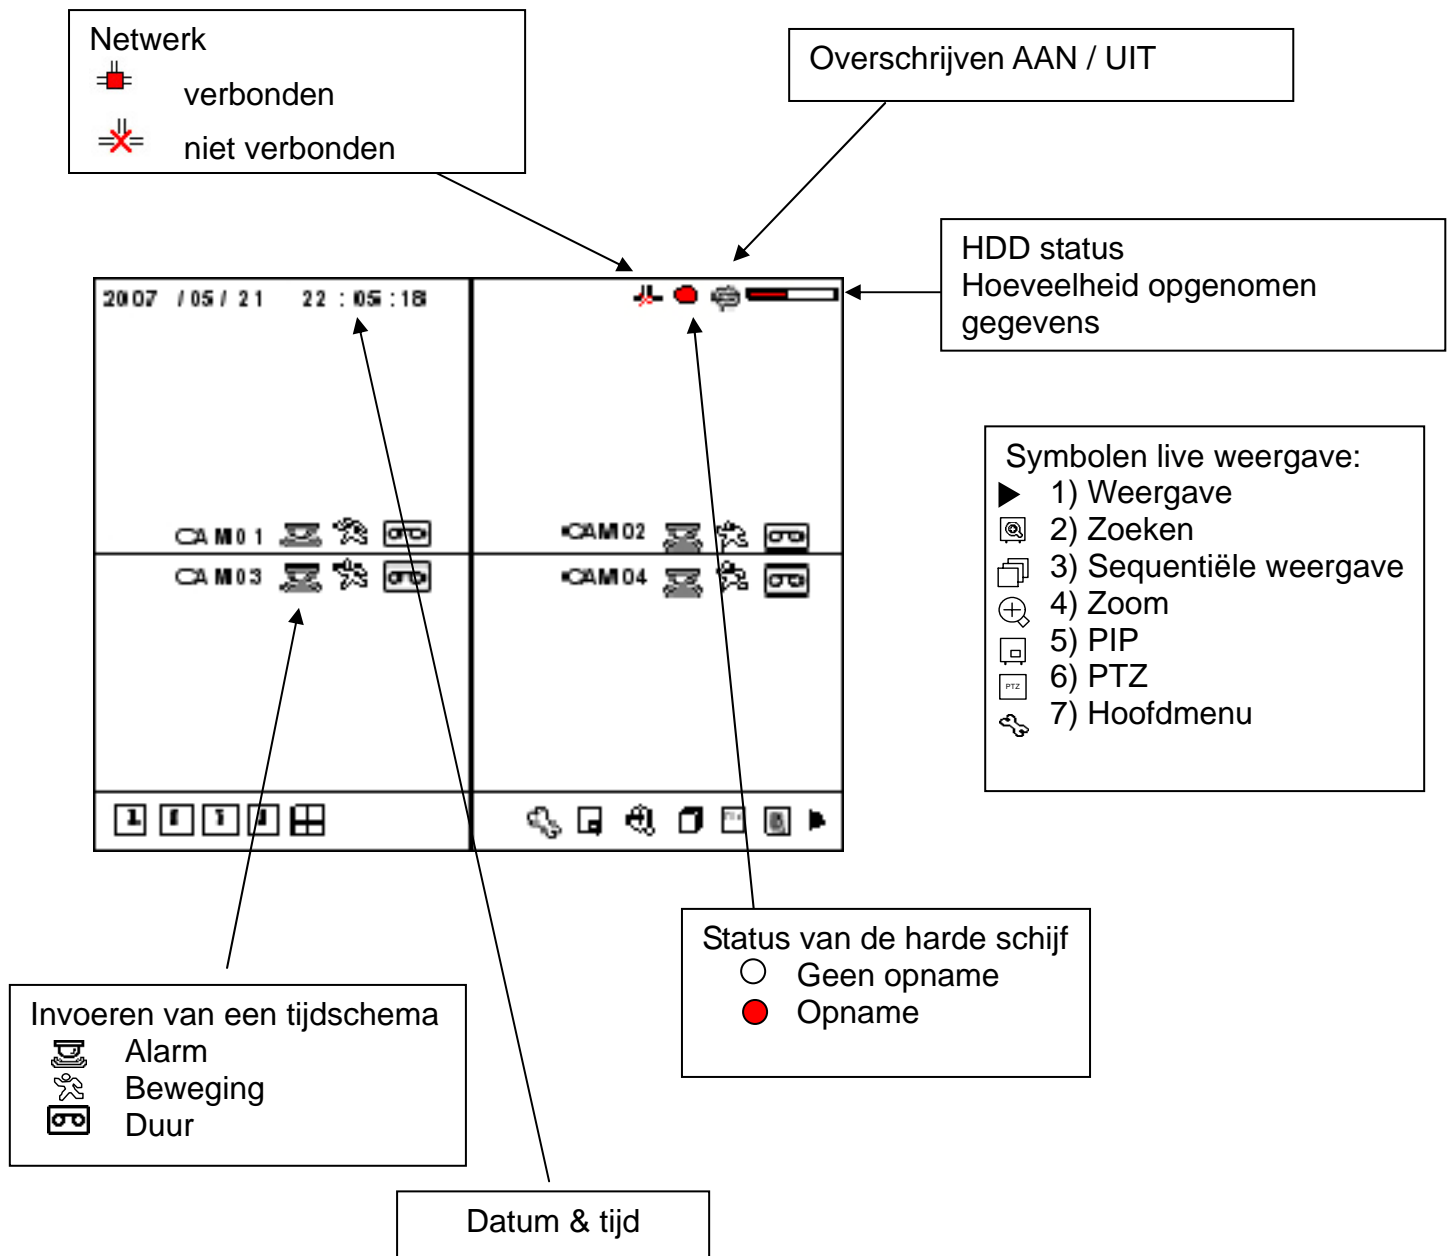 Netwerk
verbonden
niet verbonden
Overschrijven AAN / UIT
HDD status
Hoeveelheid opgenomen
gegevens
2007 / 05 / 21 22 : 05 : 18
CAM01
CAM02
CAM03
CAM04
Symbolen live weergave:
1) Weergave
2) Zoeken
3) Sequentiële weergave
4) Zoom
5) PIP
PTZ 6) PTZ
7) Hoofdmenu
1
Status van de harde schijf
Geen opname
Opname
Invoeren van een tijdschema
Alarm
Beweging
Duur
Datum & tijd